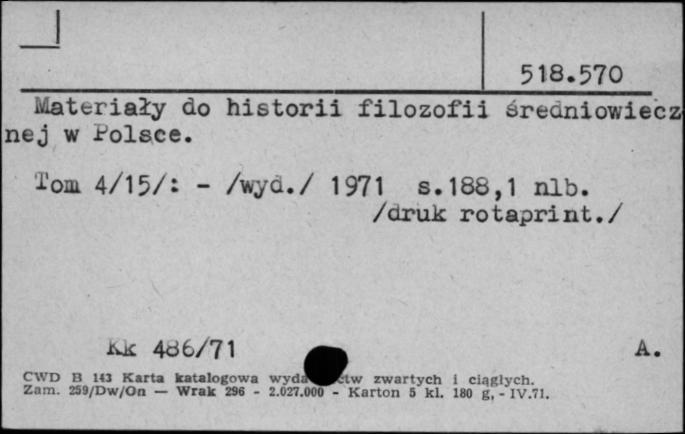 518.570
Materiały do historii filozofii średniowiecz
nej w Polsce.
Tom 4/15/: - /wyd./ 1971 s.188,1 nlb.
/druk rotaprint./
Kk 486/71 A.
CWD B 143 Karta katalogowa zwartych i ciągłych.
Zam. 259/Dw/On — Wrak 296 - 2.027.000 - Karton 5 kl. 180 g, - IV.71.